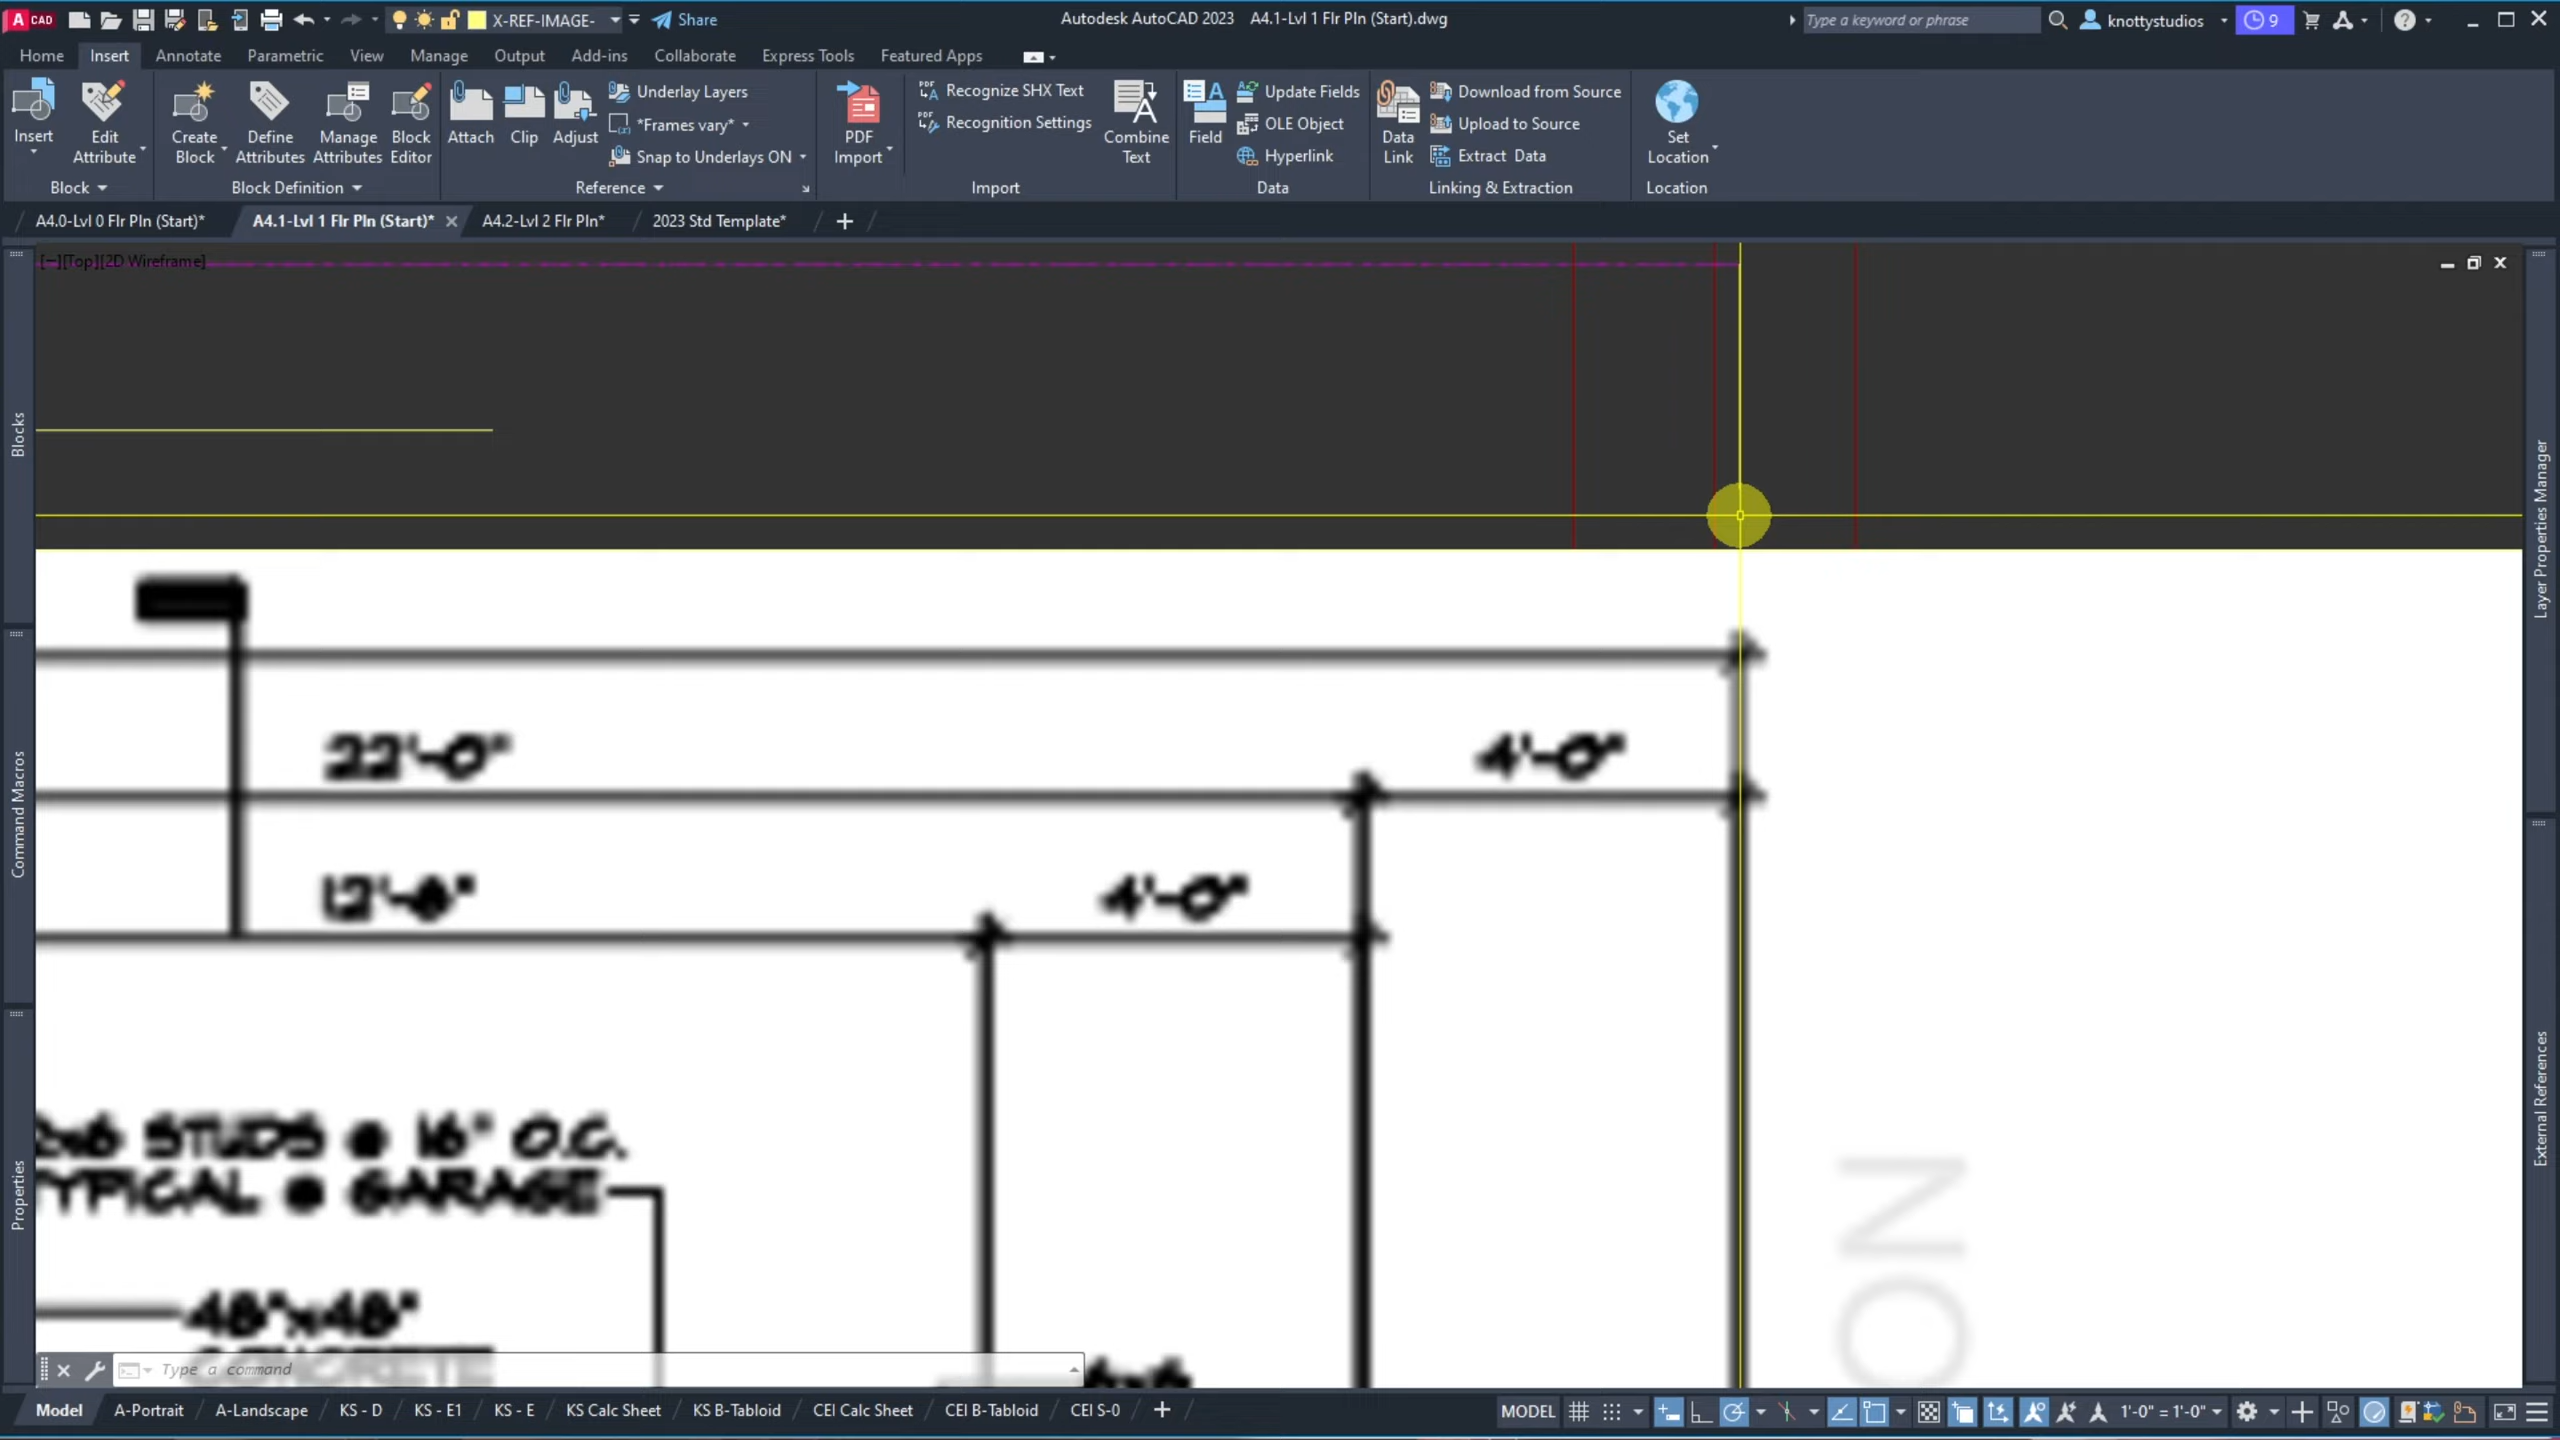 A CAD
X-REF-IMAGE-
Share
Autodesk AutoCAD 2023 A4.1-Lvl 1 Flr Pln (Start).dwg
Type a keyword or phrase
knottystudios
9
Home Insert Annotate Parametric View Manage Output Add-ins Collaborate Express Tools Featured Apps
Insert
Edit Attribute
Create Block
Define Attributes
Manage Attributes
Block Editor
Attach
Clip
Adjust
Underlay Layers
*Frames vary*
Snap to Underlays ON
PDF Import
Recognize SHX Text
Recognition Settings
Combine Text
Field
Update Fields
OLE Object
Hyperlink
Data Link
Download from Source
Upload to Source
Extract Data
Set Location
Block Block Definition Reference Import Data Linking & Extraction Location
A4.0-Lvl 0 Flr Pln (Start)* A4.1-Lvl 1 Flr Pln (Start)* A4.2-Lvl 2 Flr Pln* 2023 Std Template*
[−][Top][2D Wireframe]
Blocks
Command Macros
Properties
Layer Properties Manager
External References
22'-0" 4'-0"
12'-8" 4'-0"
2x6 STUDS @ 16" O.C.
TYPICAL @ GARAGE
48"x48"
CONCRETE
6x6
ON
Type a command
Model A-Portrait A-Landscape KS - D KS - E1 KS - E KS Calc Sheet KS B-Tabloid CEI Calc Sheet CEI B-Tabloid CEI S-0
MODEL 1'-0" = 1'-0"